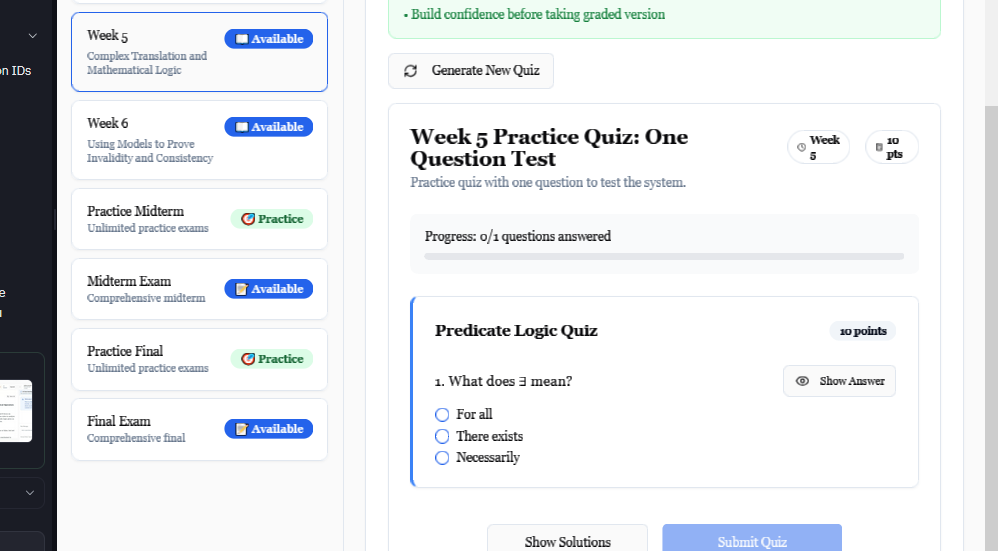 on IDs
e
Week 5
📖 Available
Complex Translation and
Mathematical Logic
Week 6
📖 Available
Using Models to Prove
Invalidity and Consistency
Practice Midterm
🎯 Practice
Unlimited practice exams
Midterm Exam
📝 Available
Comprehensive midterm
Practice Final
🎯 Practice
Unlimited practice exams
Final Exam
📝 Available
Comprehensive final
• Build confidence before taking graded version
Generate New Quiz
Week 5 Practice Quiz: One
Question Test
Week
5
10
pts
Practice quiz with one question to test the system.
Progress: 0/1 questions answered
Predicate Logic Quiz
10 points
1. What does ∃ mean?
Show Answer
For all
There exists
Necessarily
Show Solutions
Submit Quiz